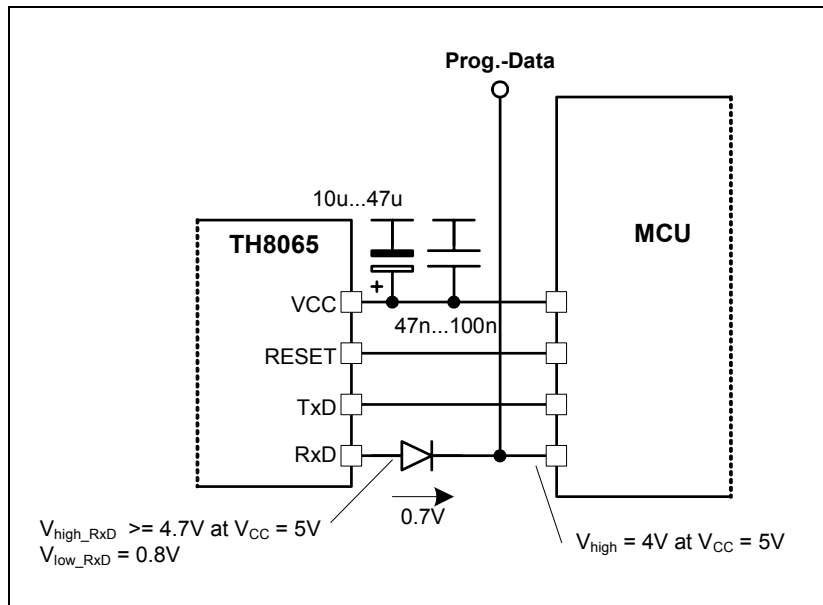 Prog.-Data
10u...47u
TH8065
MCU
+
VCC
47n...100n
RESET
TxD
RxD
0.7V
V_high_RxD >= 4.7V at V_CC = 5V
V_low_RxD = 0.8V
V_high = 4V at V_CC = 5V